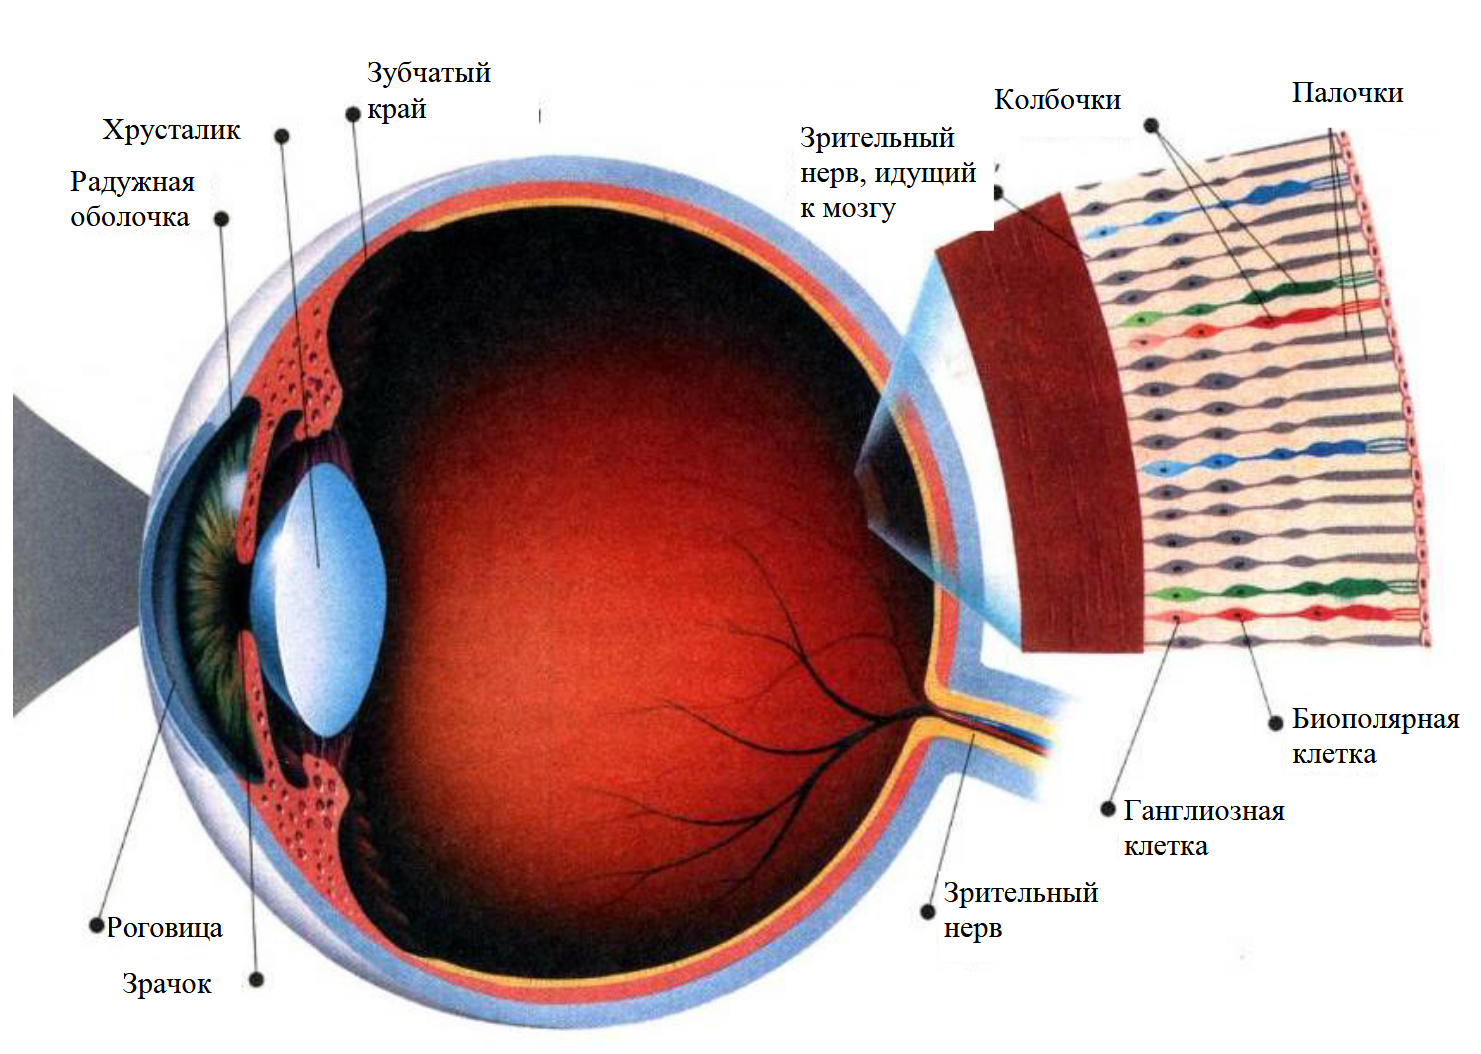 Зубчатый
край
Хрусталик
Радужная
оболочка
Колбочки
Палочки
Зрительный
нерв, идущий
к мозгу
Биополярная
клетка
Ганглиозная
клетка
Зрительный
нерв
Роговица
Зрачок